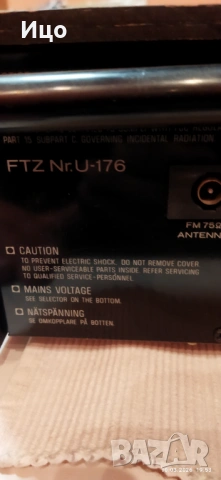 Ицо
PART 15 SUBPART C GOVERNING INCIDENTAL RADIATION
FTZ Nr.U-176
FM 75Ω
ANTENN
CAUTION
TO PREVENT ELECTRIC SHOCK. DO NOT REMOVE COVER
NO USER-SERVICEABLE PARTS INSIDE. REFER SERVICING
TO QUALIFIED SERVICE-PERSONNEL
MAINS VOLTAGE
SEE SELECTOR ON THE BOTTOM.
NÄTSPÄNNING
SE OMKOPPLARE PÅ BOTTEN.
bazar